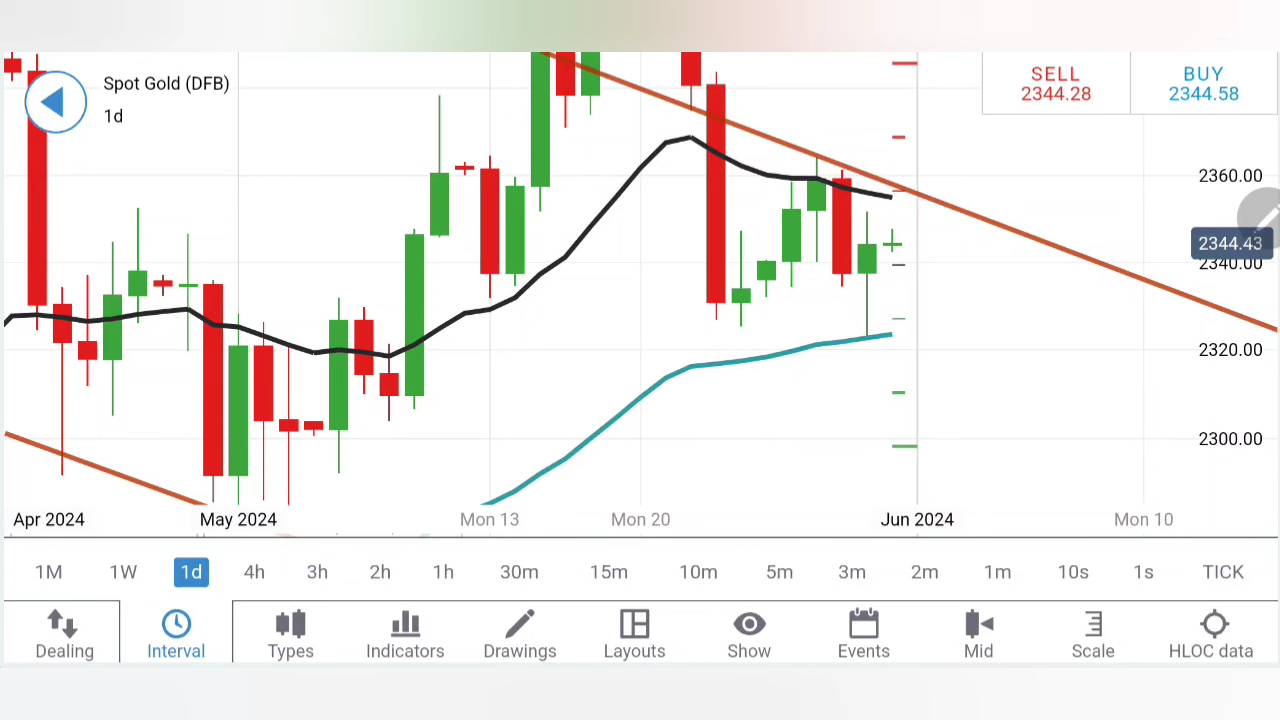 Spot Gold (DFB)
1d
SELL
2344.28
BUY
2344.58
2360.00
2344.43
2340.00
2320.00
2300.00
Apr 2024 May 2024 Mon 13 Mon 20 Jun 2024 Mon 10
1M 1W 1d 4h 3h 2h 1h 30m 15m 10m 5m 3m 2m 1m 10s 1s TICK
Dealing Interval Types Indicators Drawings Layouts Show Events Mid Scale HLOC data